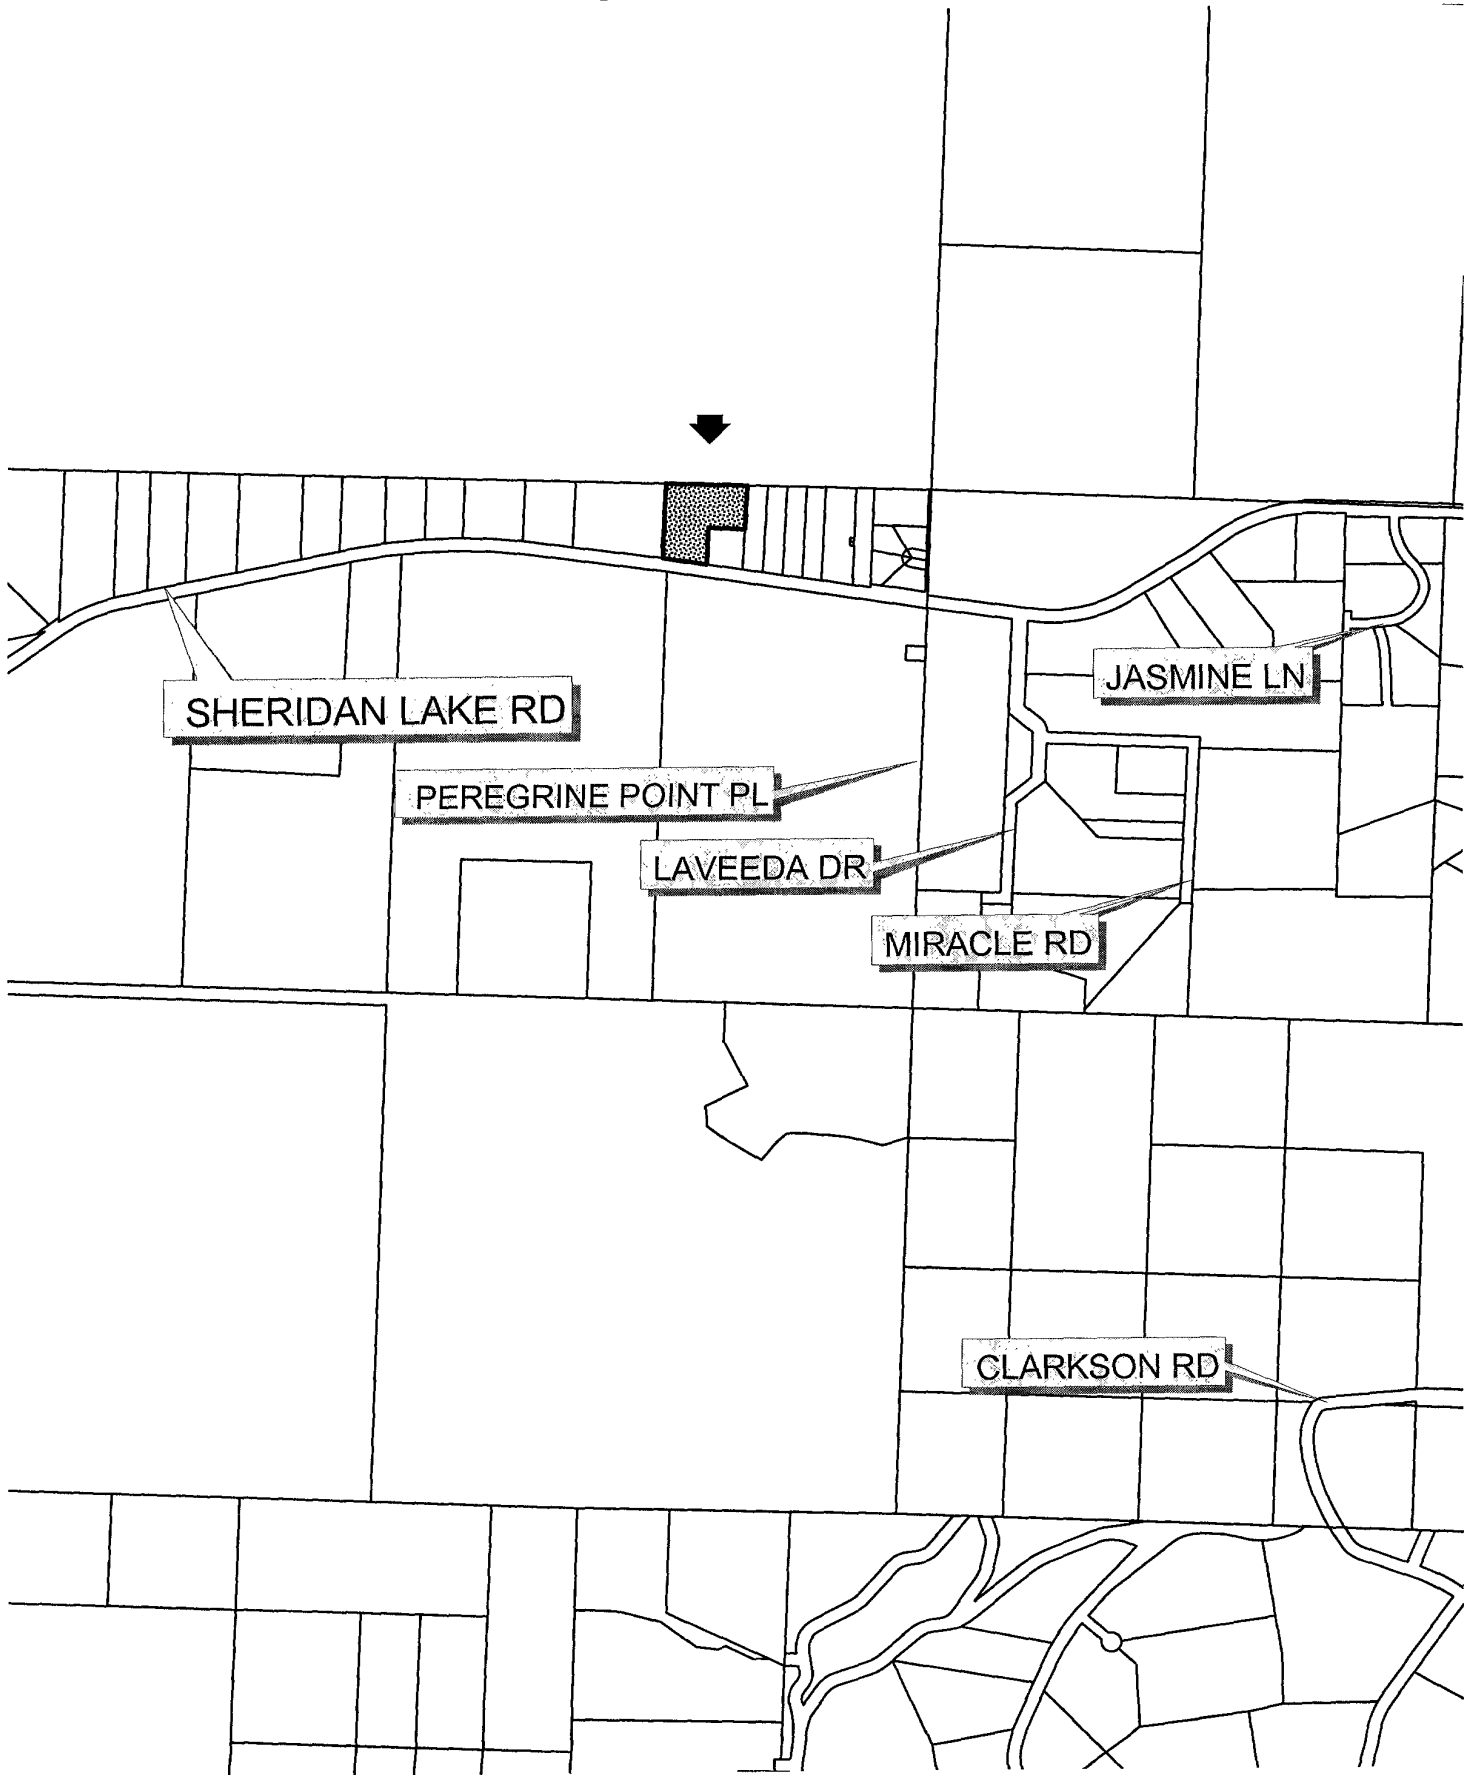 JASMINE LN
SHERIDAN LAKE RD
PEREGRINE POINT PL
LAVEEDA DR
MIRACLE RD
CLARKSON RD